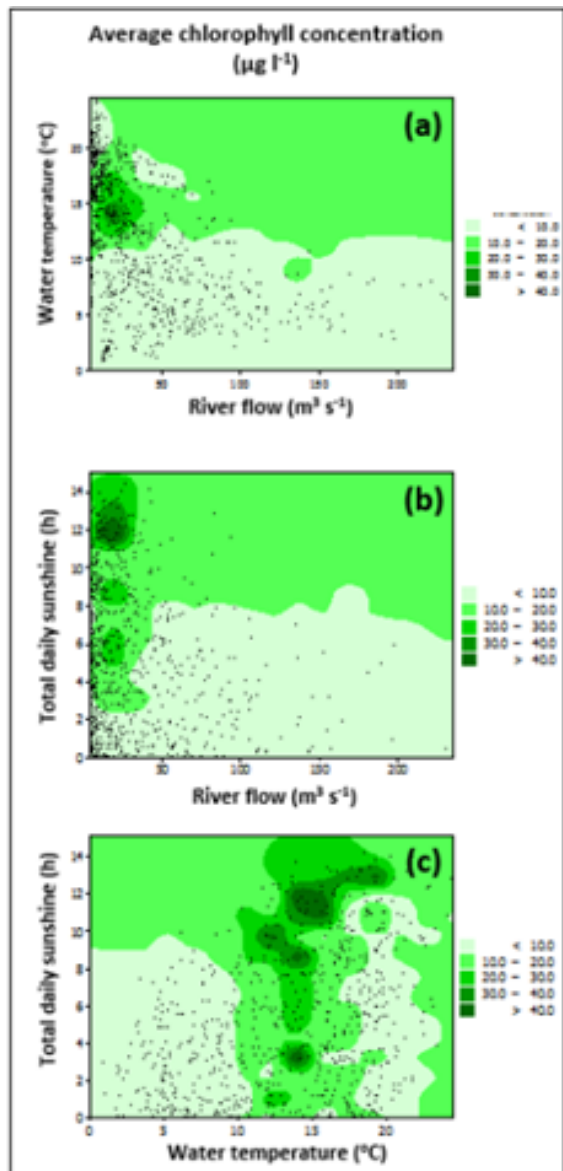 Average chlorophyll concentration
(µg l⁻¹)
(a)
Water temperature (°C)
20
15
10
5
0
50
100
150
200
River flow (m³ s⁻¹)
< 10.0
10.0 – 20.0
20.0 – 30.0
30.0 – 40.0
> 40.0
(b)
Total daily sunshine (h)
14
12
10
8
6
4
2
0
50
100
150
200
River flow (m³ s⁻¹)
< 10.0
10.0 – 20.0
20.0 – 30.0
30.0 – 40.0
> 40.0
(c)
Total daily sunshine (h)
14
12
10
8
6
4
2
0
0
5
10
15
20
Water temperature (°C)
< 10.0
10.0 – 20.0
20.0 – 30.0
30.0 – 40.0
> 40.0